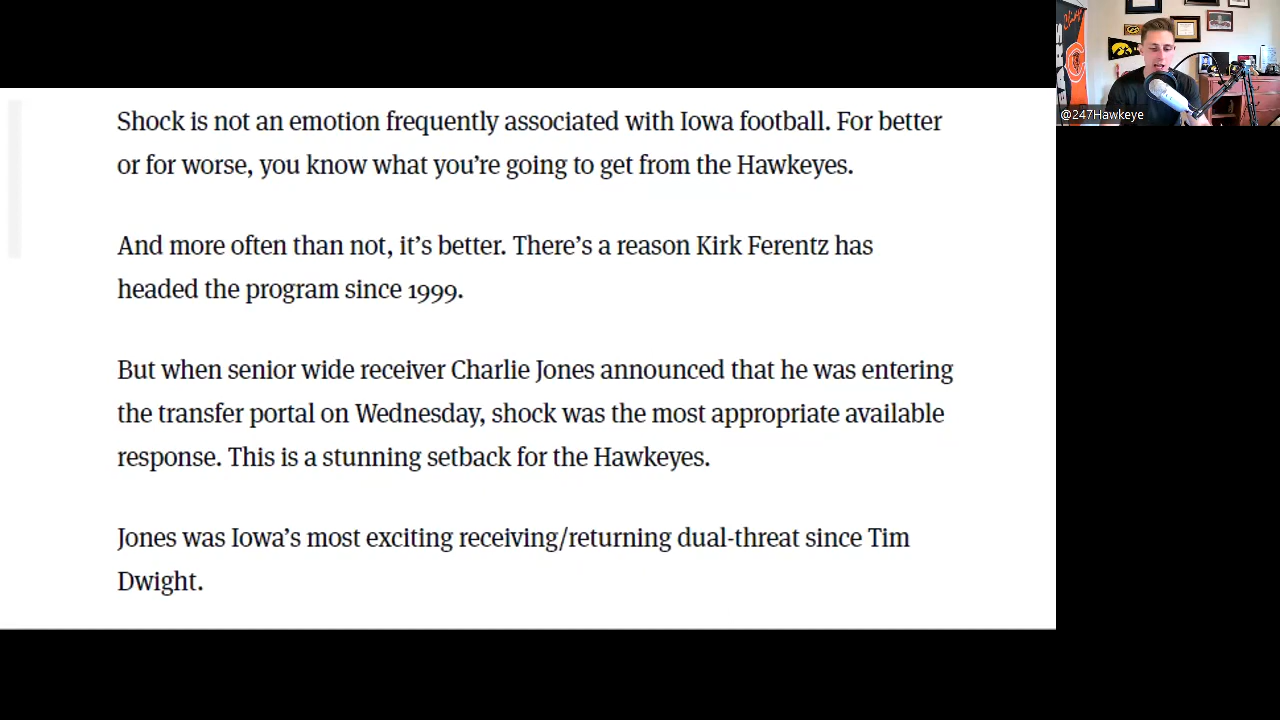 Shock is not an emotion frequently associated with Iowa football. For better
or for worse, you know what you’re going to get from the Hawkeyes.
And more often than not, it’s better. There’s a reason Kirk Ferentz has
headed the program since 1999.
But when senior wide receiver Charlie Jones announced that he was entering
the transfer portal on Wednesday, shock was the most appropriate available
response. This is a stunning setback for the Hawkeyes.
Jones was Iowa’s most exciting receiving/returning dual-threat since Tim
Dwight.
@247Hawkeye